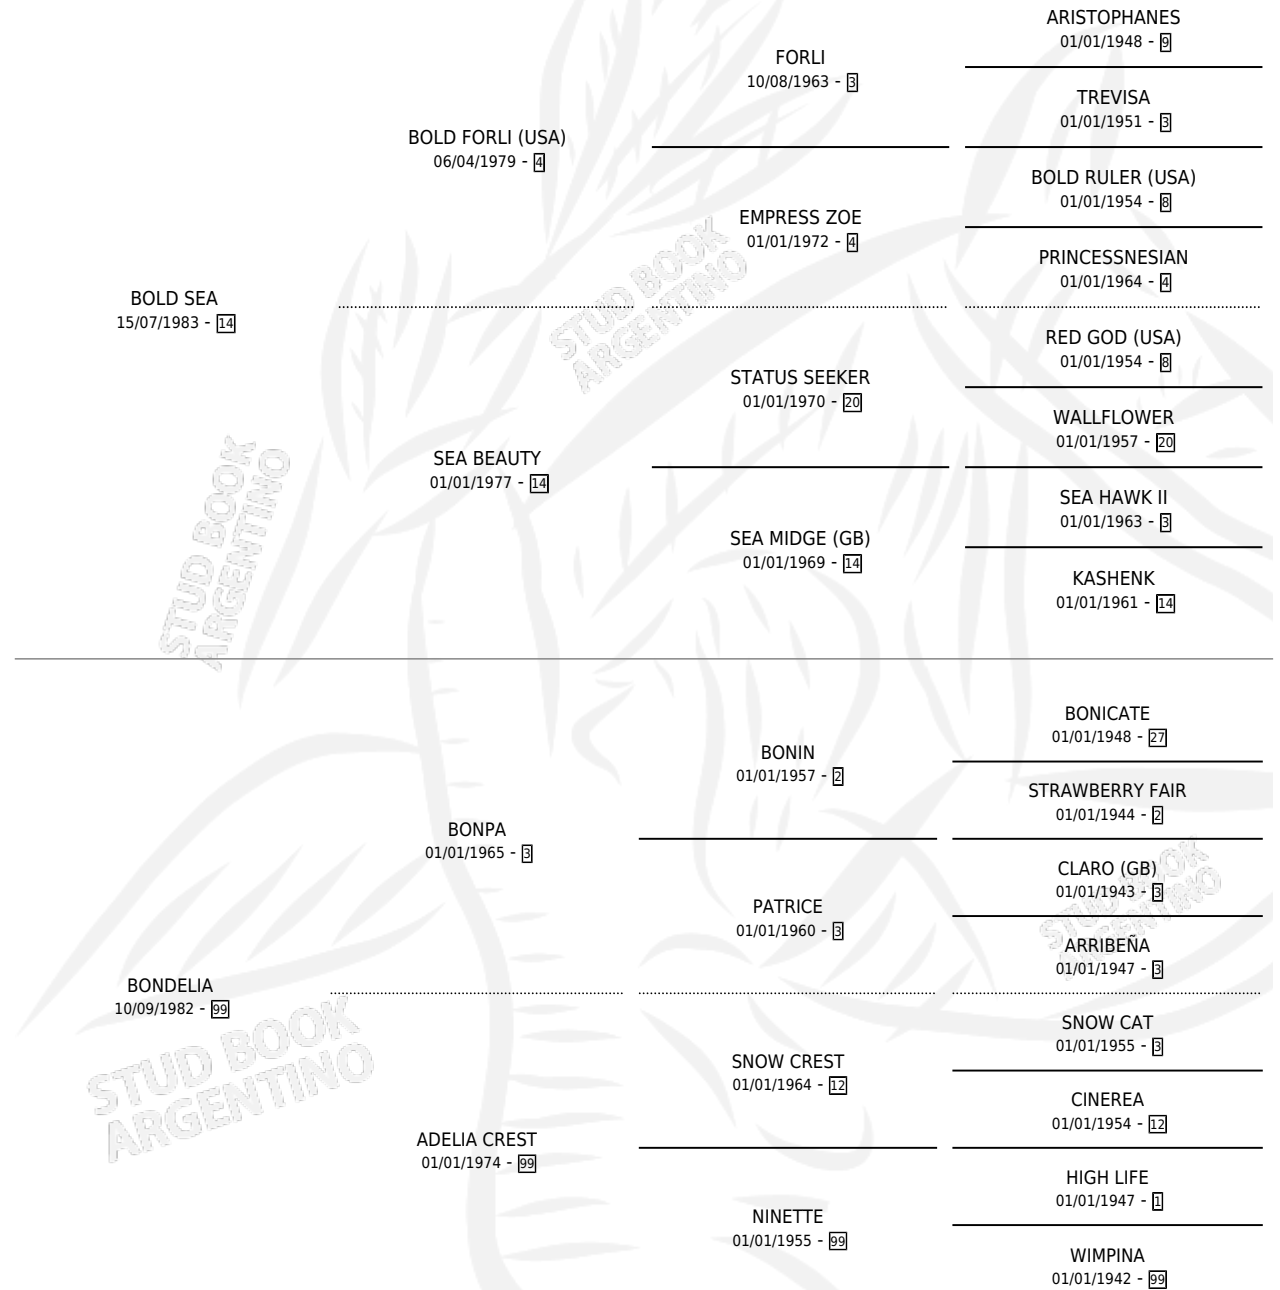 ARISTOPHANES
01/01/1948 - 9
FORLI
10/08/1963 - 3
TREVISA
01/01/1951 - 3
BOLD FORLI (USA)
06/04/1979 - 4
BOLD RULER (USA)
01/01/1954 - 8
EMPRESS ZOE
01/01/1972 - 4
PRINCESSNESIAN
01/01/1964 - 4
BOLD SEA
15/07/1983 - 14
RED GOD (USA)
01/01/1954 - 8
STATUS SEEKER
01/01/1970 - 20
WALLFLOWER
01/01/1957 - 20
SEA BEAUTY
01/01/1977 - 14
SEA HAWK II
01/01/1963 - 3
SEA MIDGE (GB)
01/01/1969 - 14
KASHENK
01/01/1961 - 14
BONICATE
01/01/1948 - 27
BONIN
01/01/1957 - 2
STRAWBERRY FAIR
01/01/1944 - 2
BONPA
01/01/1965 - 3
CLARO (GB)
01/01/1943 - 3
PATRICE
01/01/1960 - 3
ARRIBEÑA
01/01/1947 - 3
BONDELIA
10/09/1982 - 99
SNOW CAT
01/01/1955 - 3
SNOW CREST
01/01/1964 - 12
CINEREA
01/01/1954 - 12
ADELIA CREST
01/01/1974 - 99
HIGH LIFE
01/01/1947 - 1
NINETTE
01/01/1955 - 99
WIMPINA
01/01/1942 - 99
STUD BOOK
ARGENTINO
STUD BOOK
ARGENTINO
STUD BOOK
ARGENTINO
STUD BOOK
ARGENTINO